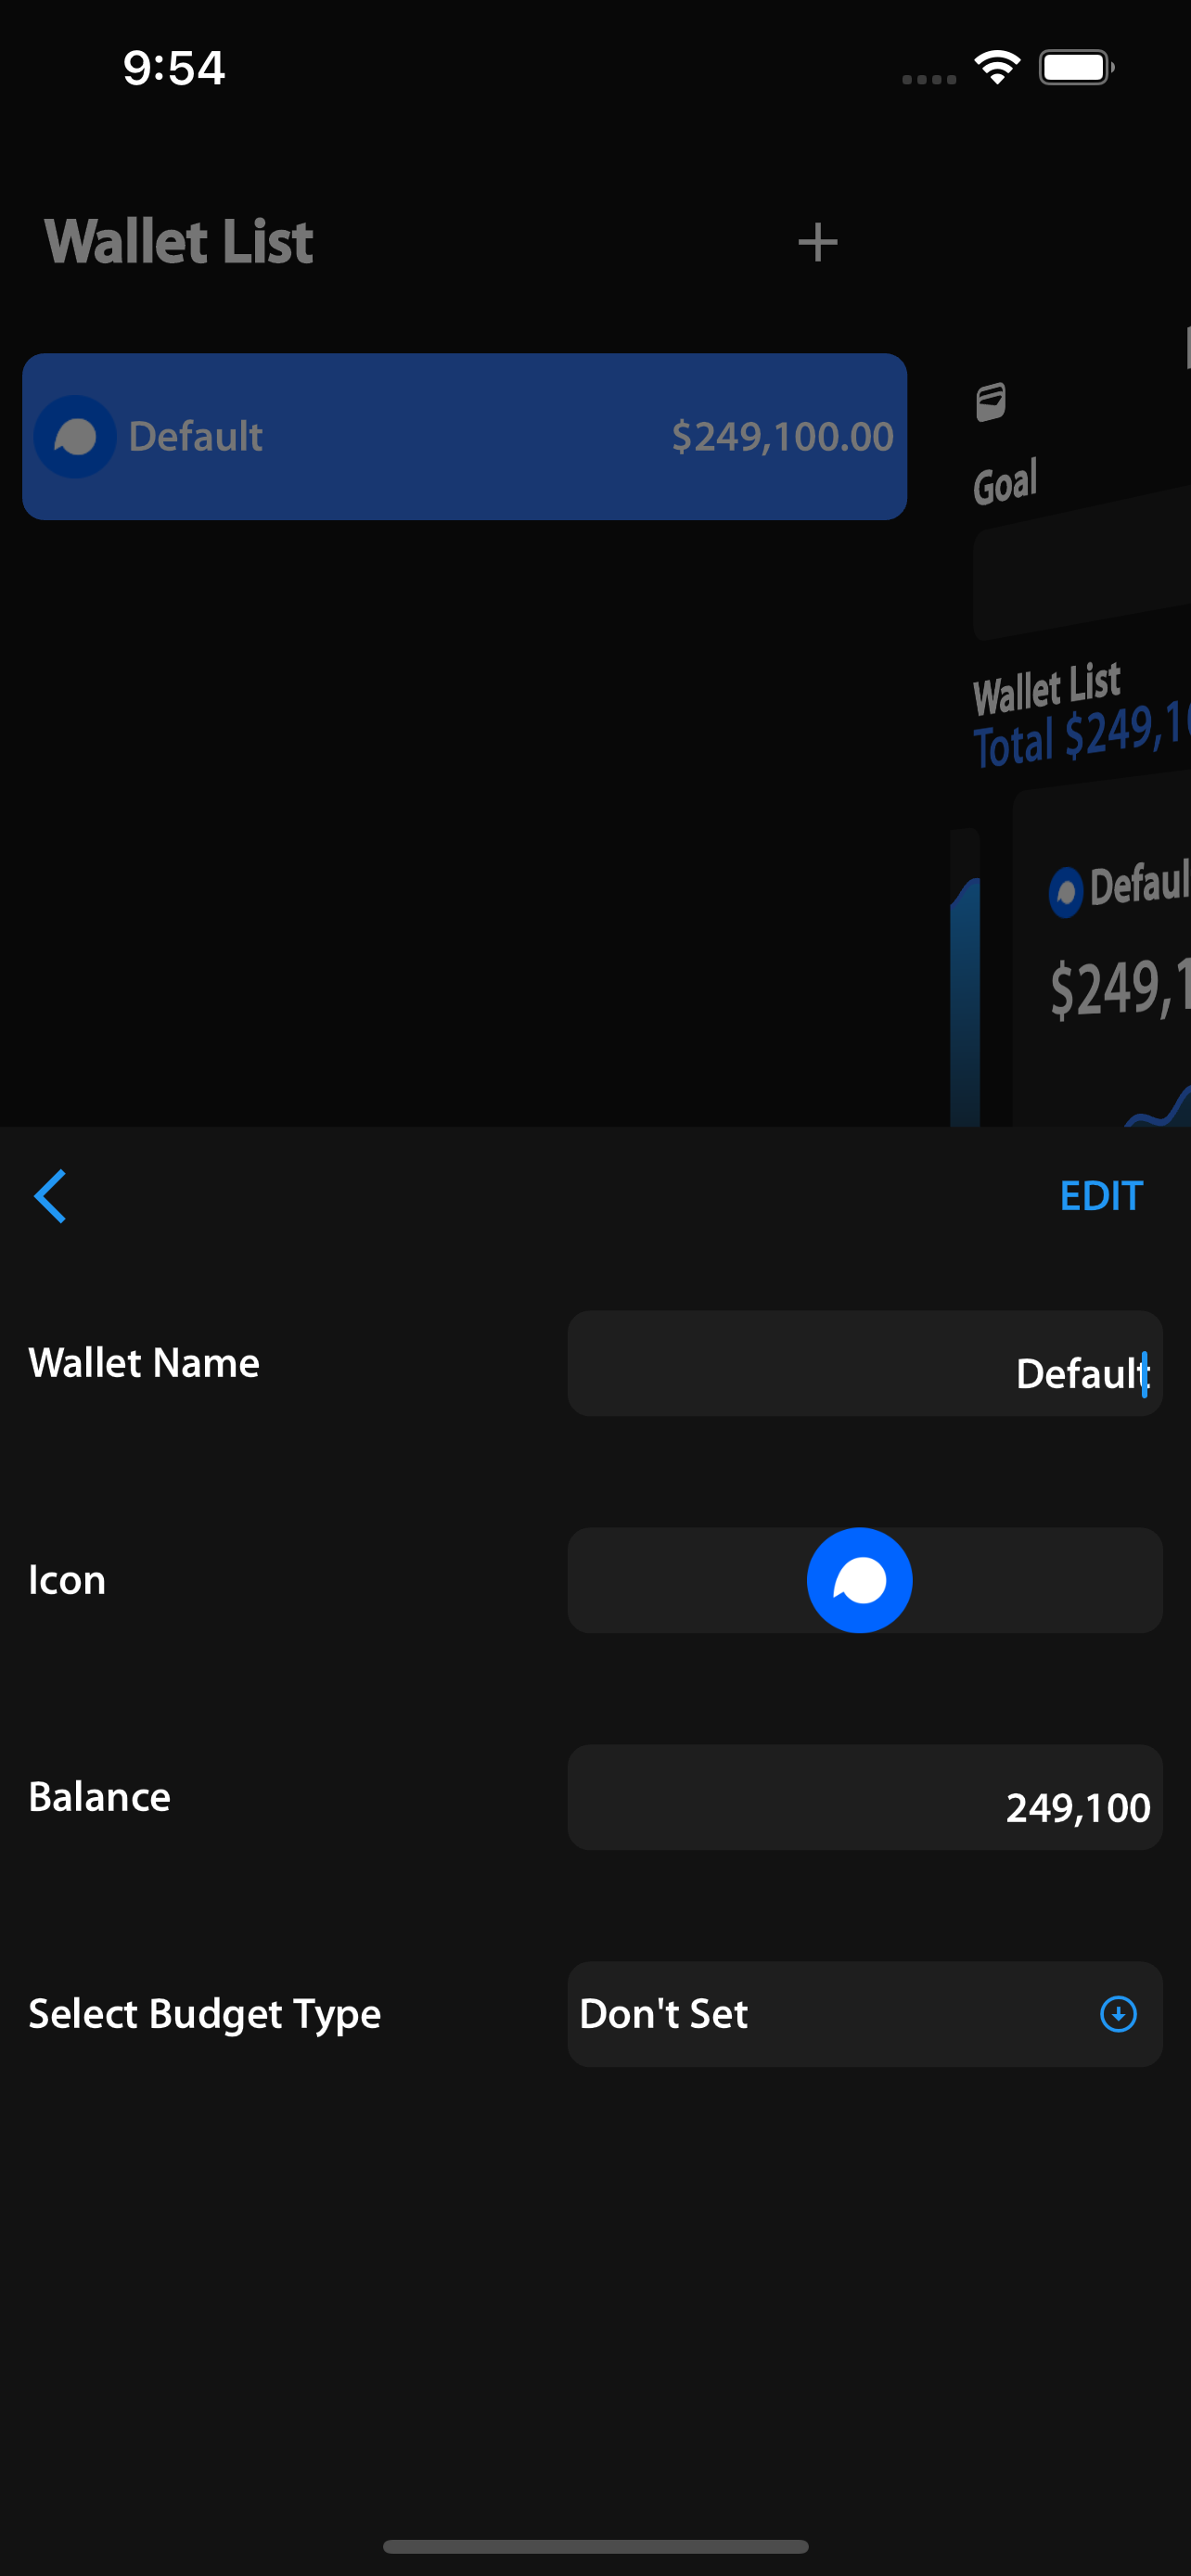 9:54
Wallet List
Default $249,100.00
Goal
Wallet List
Total $249,10
Defaul
$249,1
EDIT
Wallet Name Default
Icon
Balance 249,100
Select Budget Type Don't Set